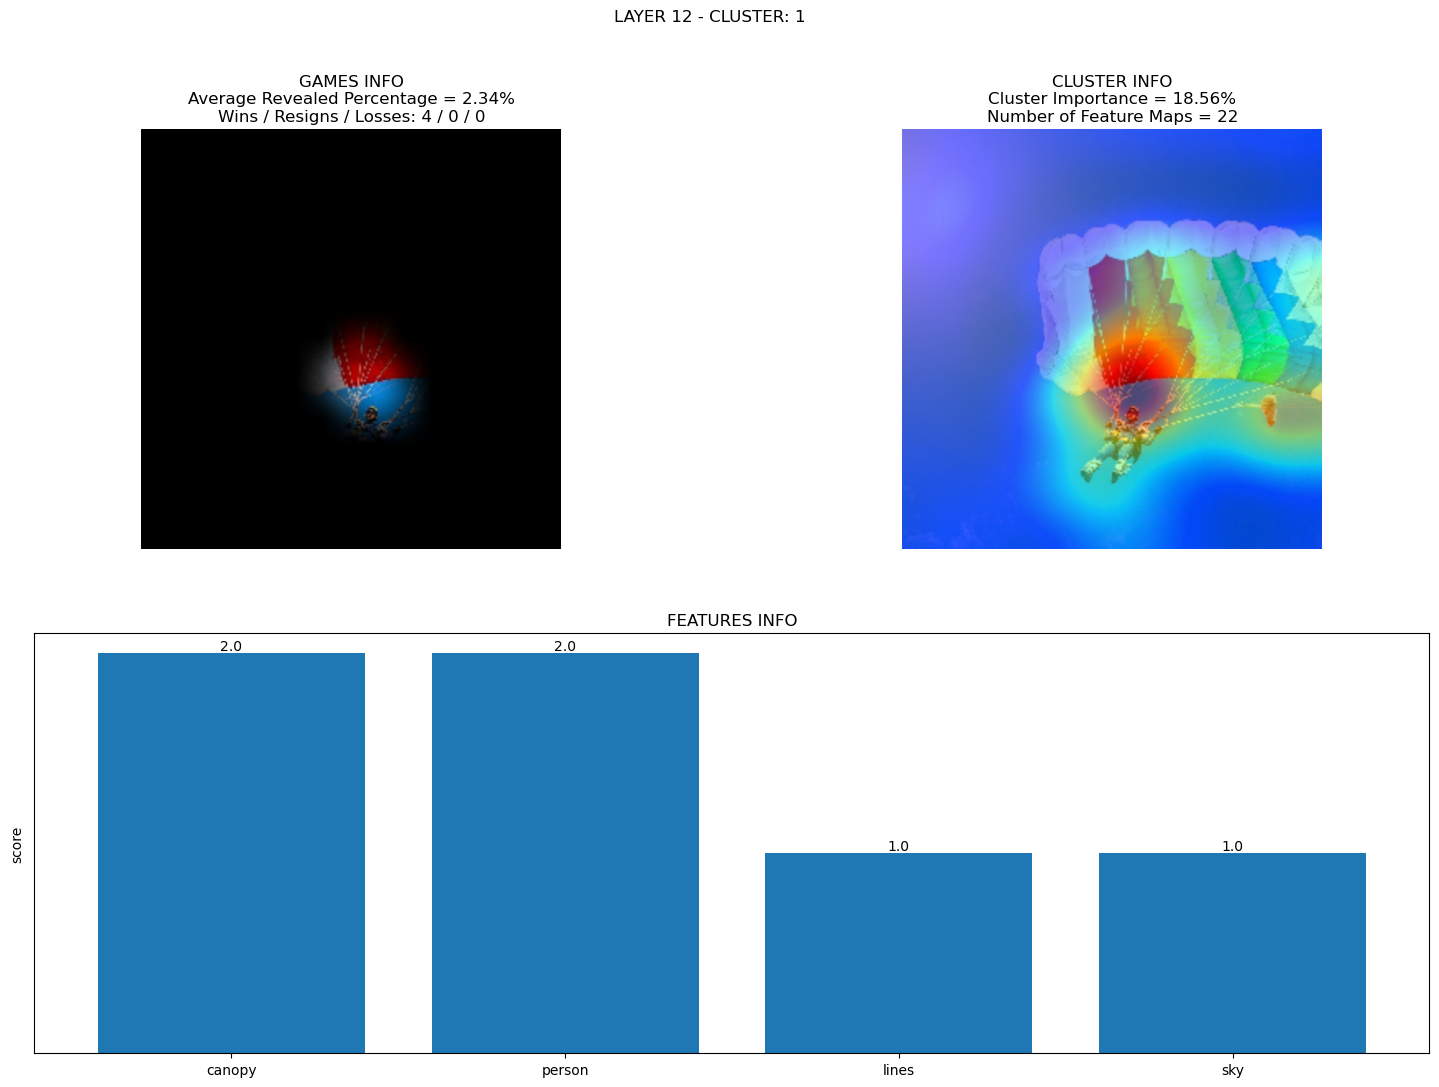 LAYER 12 - CLUSTER: 1
GAMES INFO
Average Revealed Percentage = 2.34%
Wins / Resigns / Losses: 4 / 0 / 0
CLUSTER INFO
Cluster Importance = 18.56%
Number of Feature Maps = 22
FEATURES INFO
score
2.0
2.0
1.0
1.0
canopy
person
lines
sky